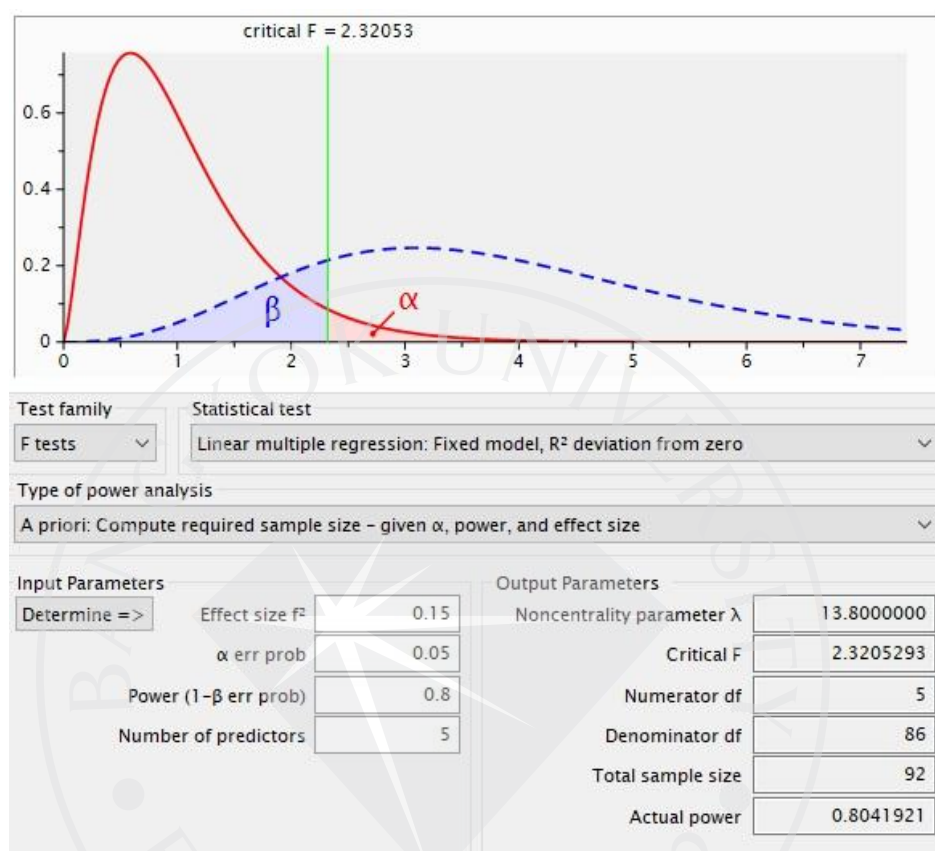 critical F = 2.32053
0.6
0.4
0.2
0
β
α
0 1 2 3 4 5 6 7
Test family Statistical test
F tests Linear multiple regression: Fixed model, R² deviation from zero
Type of power analysis
A priori: Compute required sample size – given α, power, and effect size
Input Parameters Output Parameters
Determine => Effect size f² 0.15 Noncentrality parameter λ 13.8000000
α err prob 0.05 Critical F 2.3205293
Power (1-β err prob) 0.8 Numerator df 5
Number of predictors 5 Denominator df 86
Total sample size 92
Actual power 0.8041921
BANGKOK UNIVERSITY